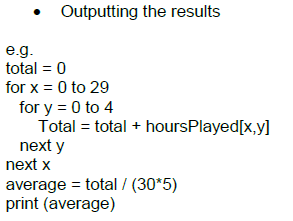 • Outputting the results
e.g.
total = 0
for x = 0 to 29
for y = 0 to 4
Total = total + hoursPlayed[x,y]
next y
next x
average = total / (30*5)
print (average)